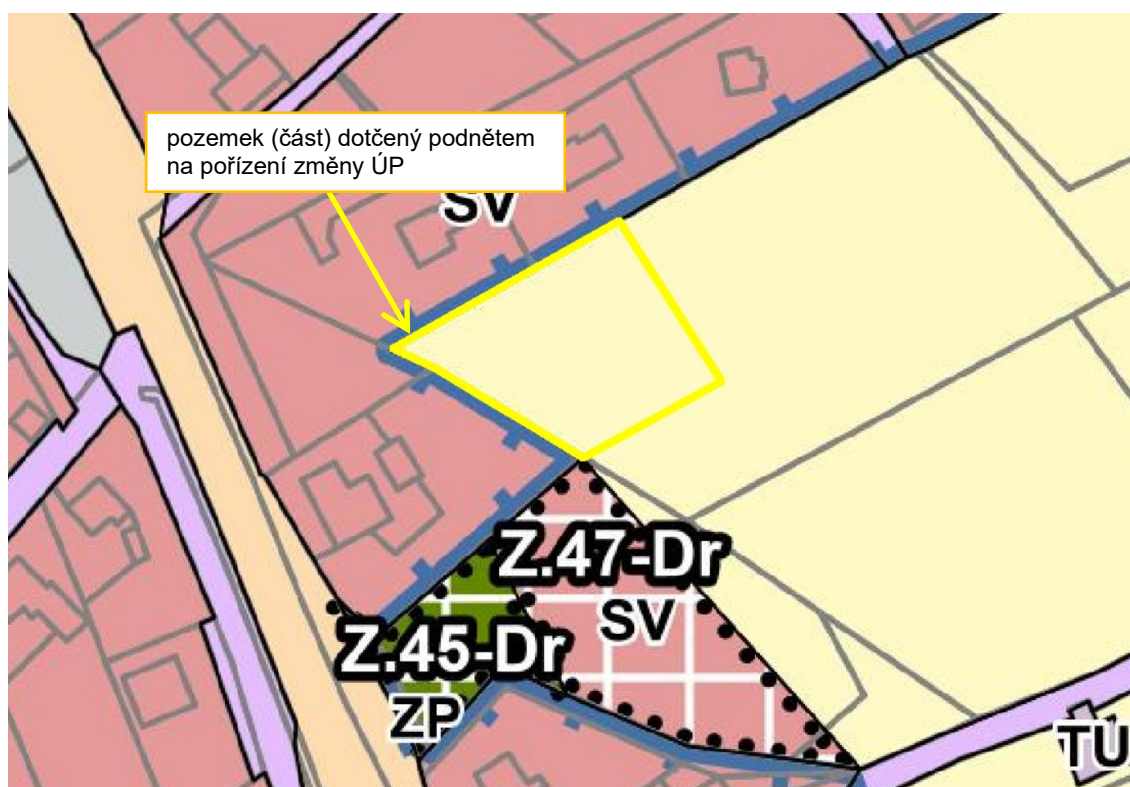 pozemek (část) dotčený podnětem
na pořízení změny ÚP
SV
Z.47-Dr
SV
Z.45-Dr
ZP
TU